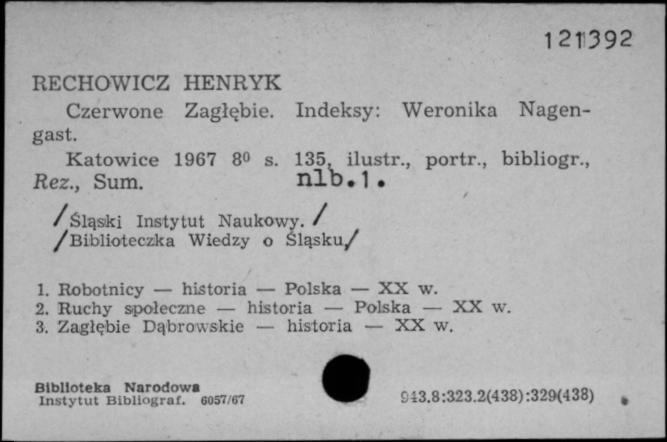 121392
RECHOWICZ HENRYK
Czerwone Zagłębie. Indeksy: Weronika Nagen-
gast.
Katowice 1967 8⁰ s. 135, ilustr., portr., bibliogr.,
Rez., Sum. nlb.1.
/Śląski Instytut Naukowy. /
/Biblioteczka Wiedzy o Śląsku/
1. Robotnicy — historia — Polska — XX w.
2. Ruchy społeczne — historia — Polska — XX w.
3. Zagłębie Dąbrowskie — historia — XX w.
Biblioteka Narodowa
Instytut Bibliograf. 6057/67
943.8:323.2(438):329(438)